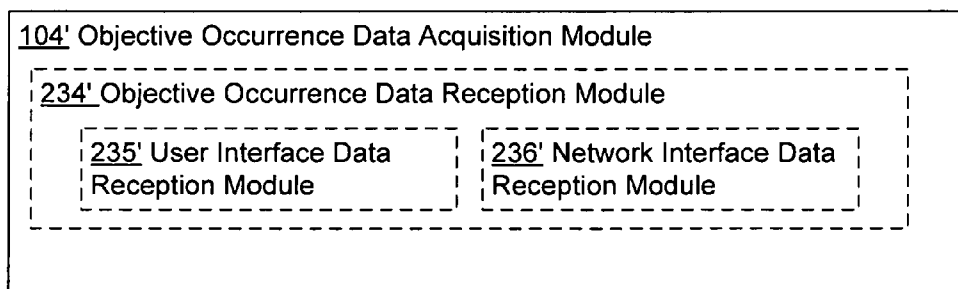 104' Objective Occurrence Data Acquisition Module
234' Objective Occurrence Data Reception Module
235' User Interface Data
Reception Module
236' Network Interface Data
Reception Module